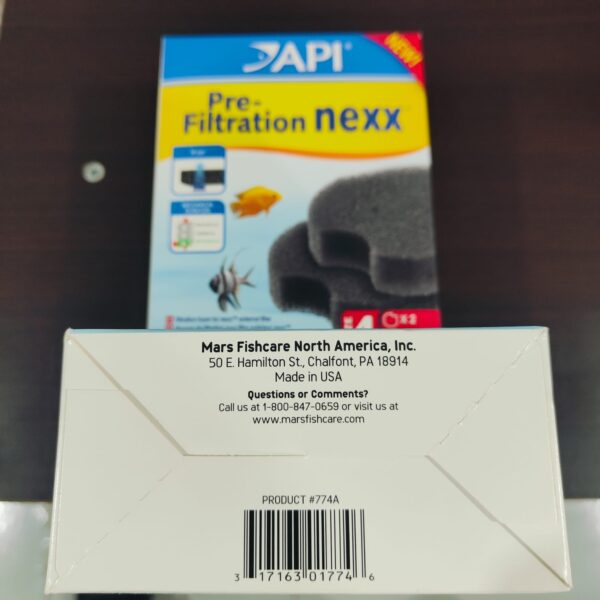 API®
NEW!
Pre-
Filtration nexx™
x2
Mars Fishcare North America, Inc.
50 E. Hamilton St., Chalfont, PA 18914
Made in USA
Questions or Comments?
Call us at 1-800-847-0659 or visit us at
www.marsfishcare.com
PRODUCT #774A
3 17163 01774 6